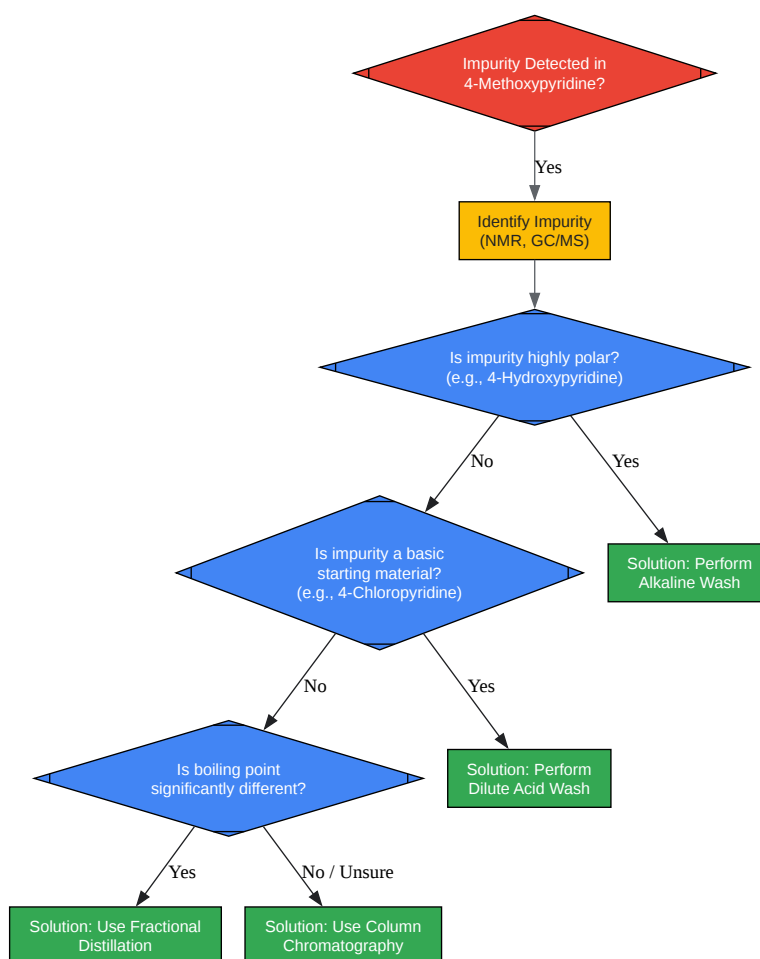 Impurity Detected in
4-Methoxypyridine?
Yes
Identify Impurity
(NMR, GC/MS)
Is impurity highly polar?
(e.g., 4-Hydroxypyridine)
No
Yes
Is impurity a basic
starting material?
(e.g., 4-Chloropyridine)
Solution: Perform
Alkaline Wash
No
Yes
Is boiling point
significantly different?
Solution: Perform
Dilute Acid Wash
Yes
No / Unsure
Solution: Use Fractional
Distillation
Solution: Use Column
Chromatography